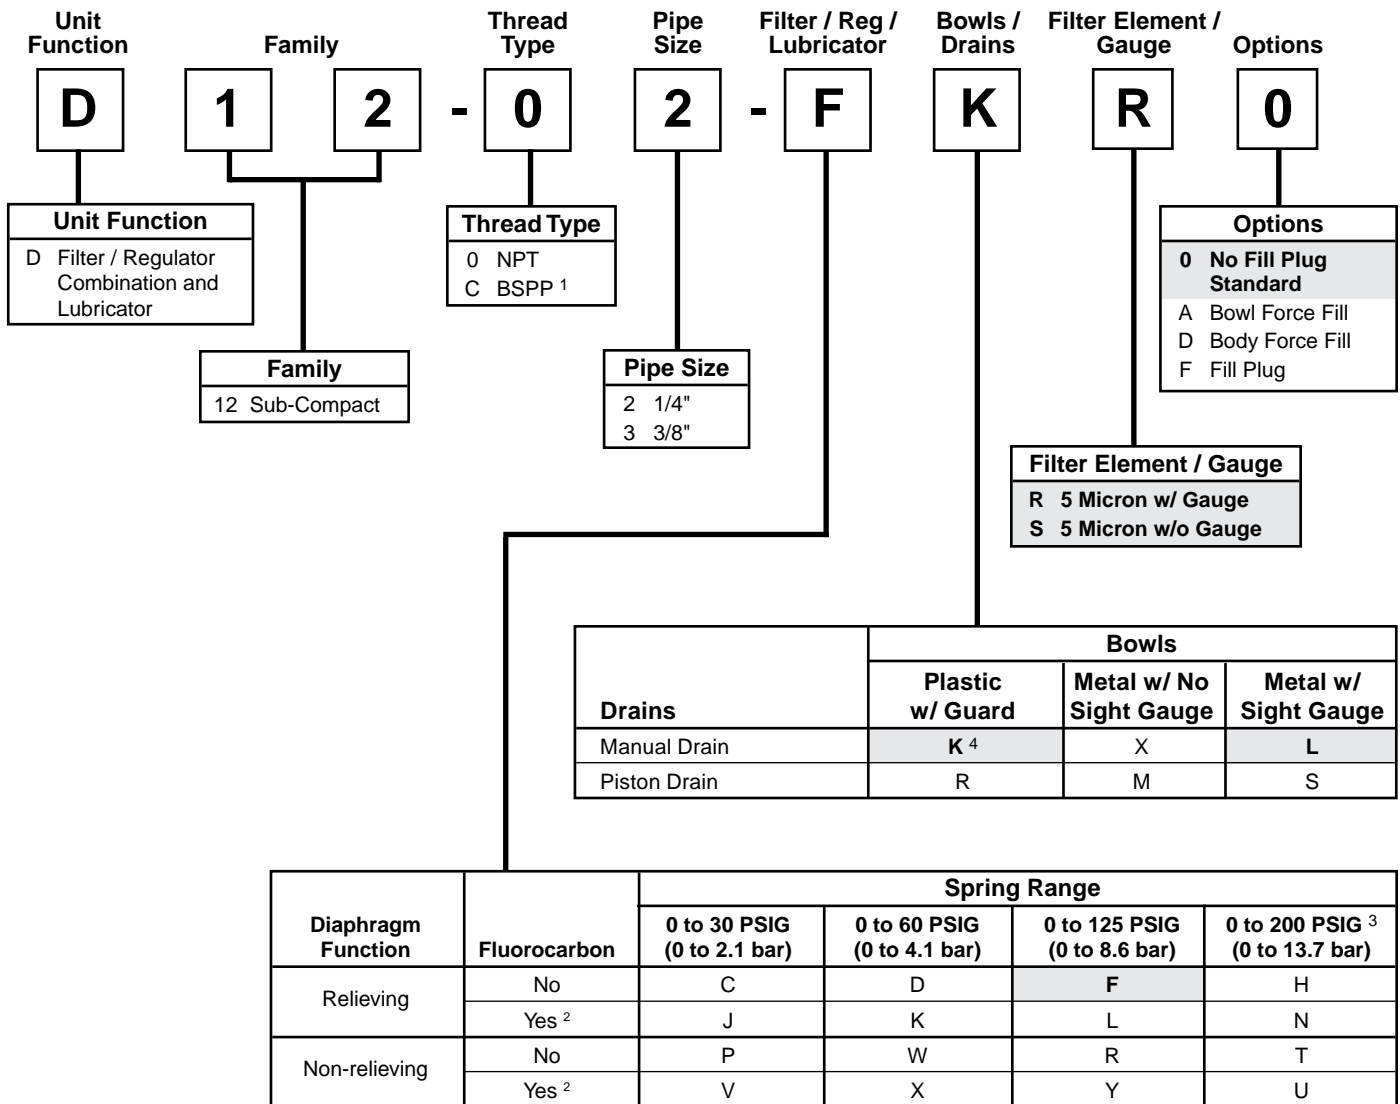 Unit Function
Family
Thread Type
Pipe Size
Filter / Reg / Lubricator
Bowls / Drains
Filter Element / Gauge
Options
D 1 2 - 0 2 - F K R 0
Unit Function
D Filter / Regulator
Combination and
Lubricator
Family
12 Sub-Compact
Thread Type
0 NPT
C BSPP 1
Pipe Size
2 1/4"
3 3/8"
Options
0 No Fill Plug
Standard
A Bowl Force Fill
D Body Force Fill
F Fill Plug
Filter Element / Gauge
R 5 Micron w/ Gauge
S 5 Micron w/o Gauge
Bowls
Drains
Plastic w/ Guard
Metal w/ No Sight Gauge
Metal w/ Sight Gauge
Manual Drain K 4 X L
Piston Drain R M S
Diaphragm Function
Fluorocarbon
Spring Range
0 to 30 PSIG (0 to 2.1 bar)
0 to 60 PSIG (0 to 4.1 bar)
0 to 125 PSIG (0 to 8.6 bar)
0 to 200 PSIG 3 (0 to 13.7 bar)
Relieving
No C D F H
Yes 2 J K L N
Non-relieving
No P W R T
Yes 2 V X Y U